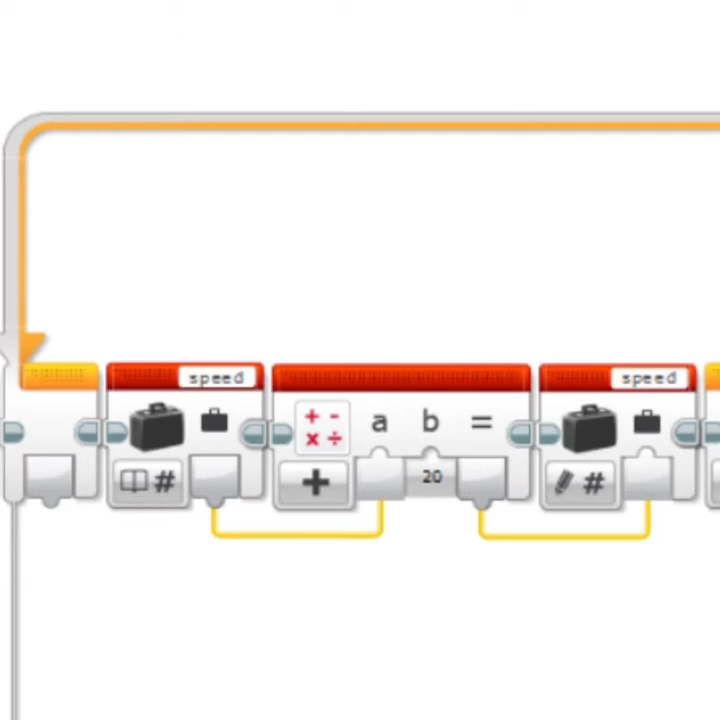 speed
#
+ -
× ÷
+
a b =
20
speed
#